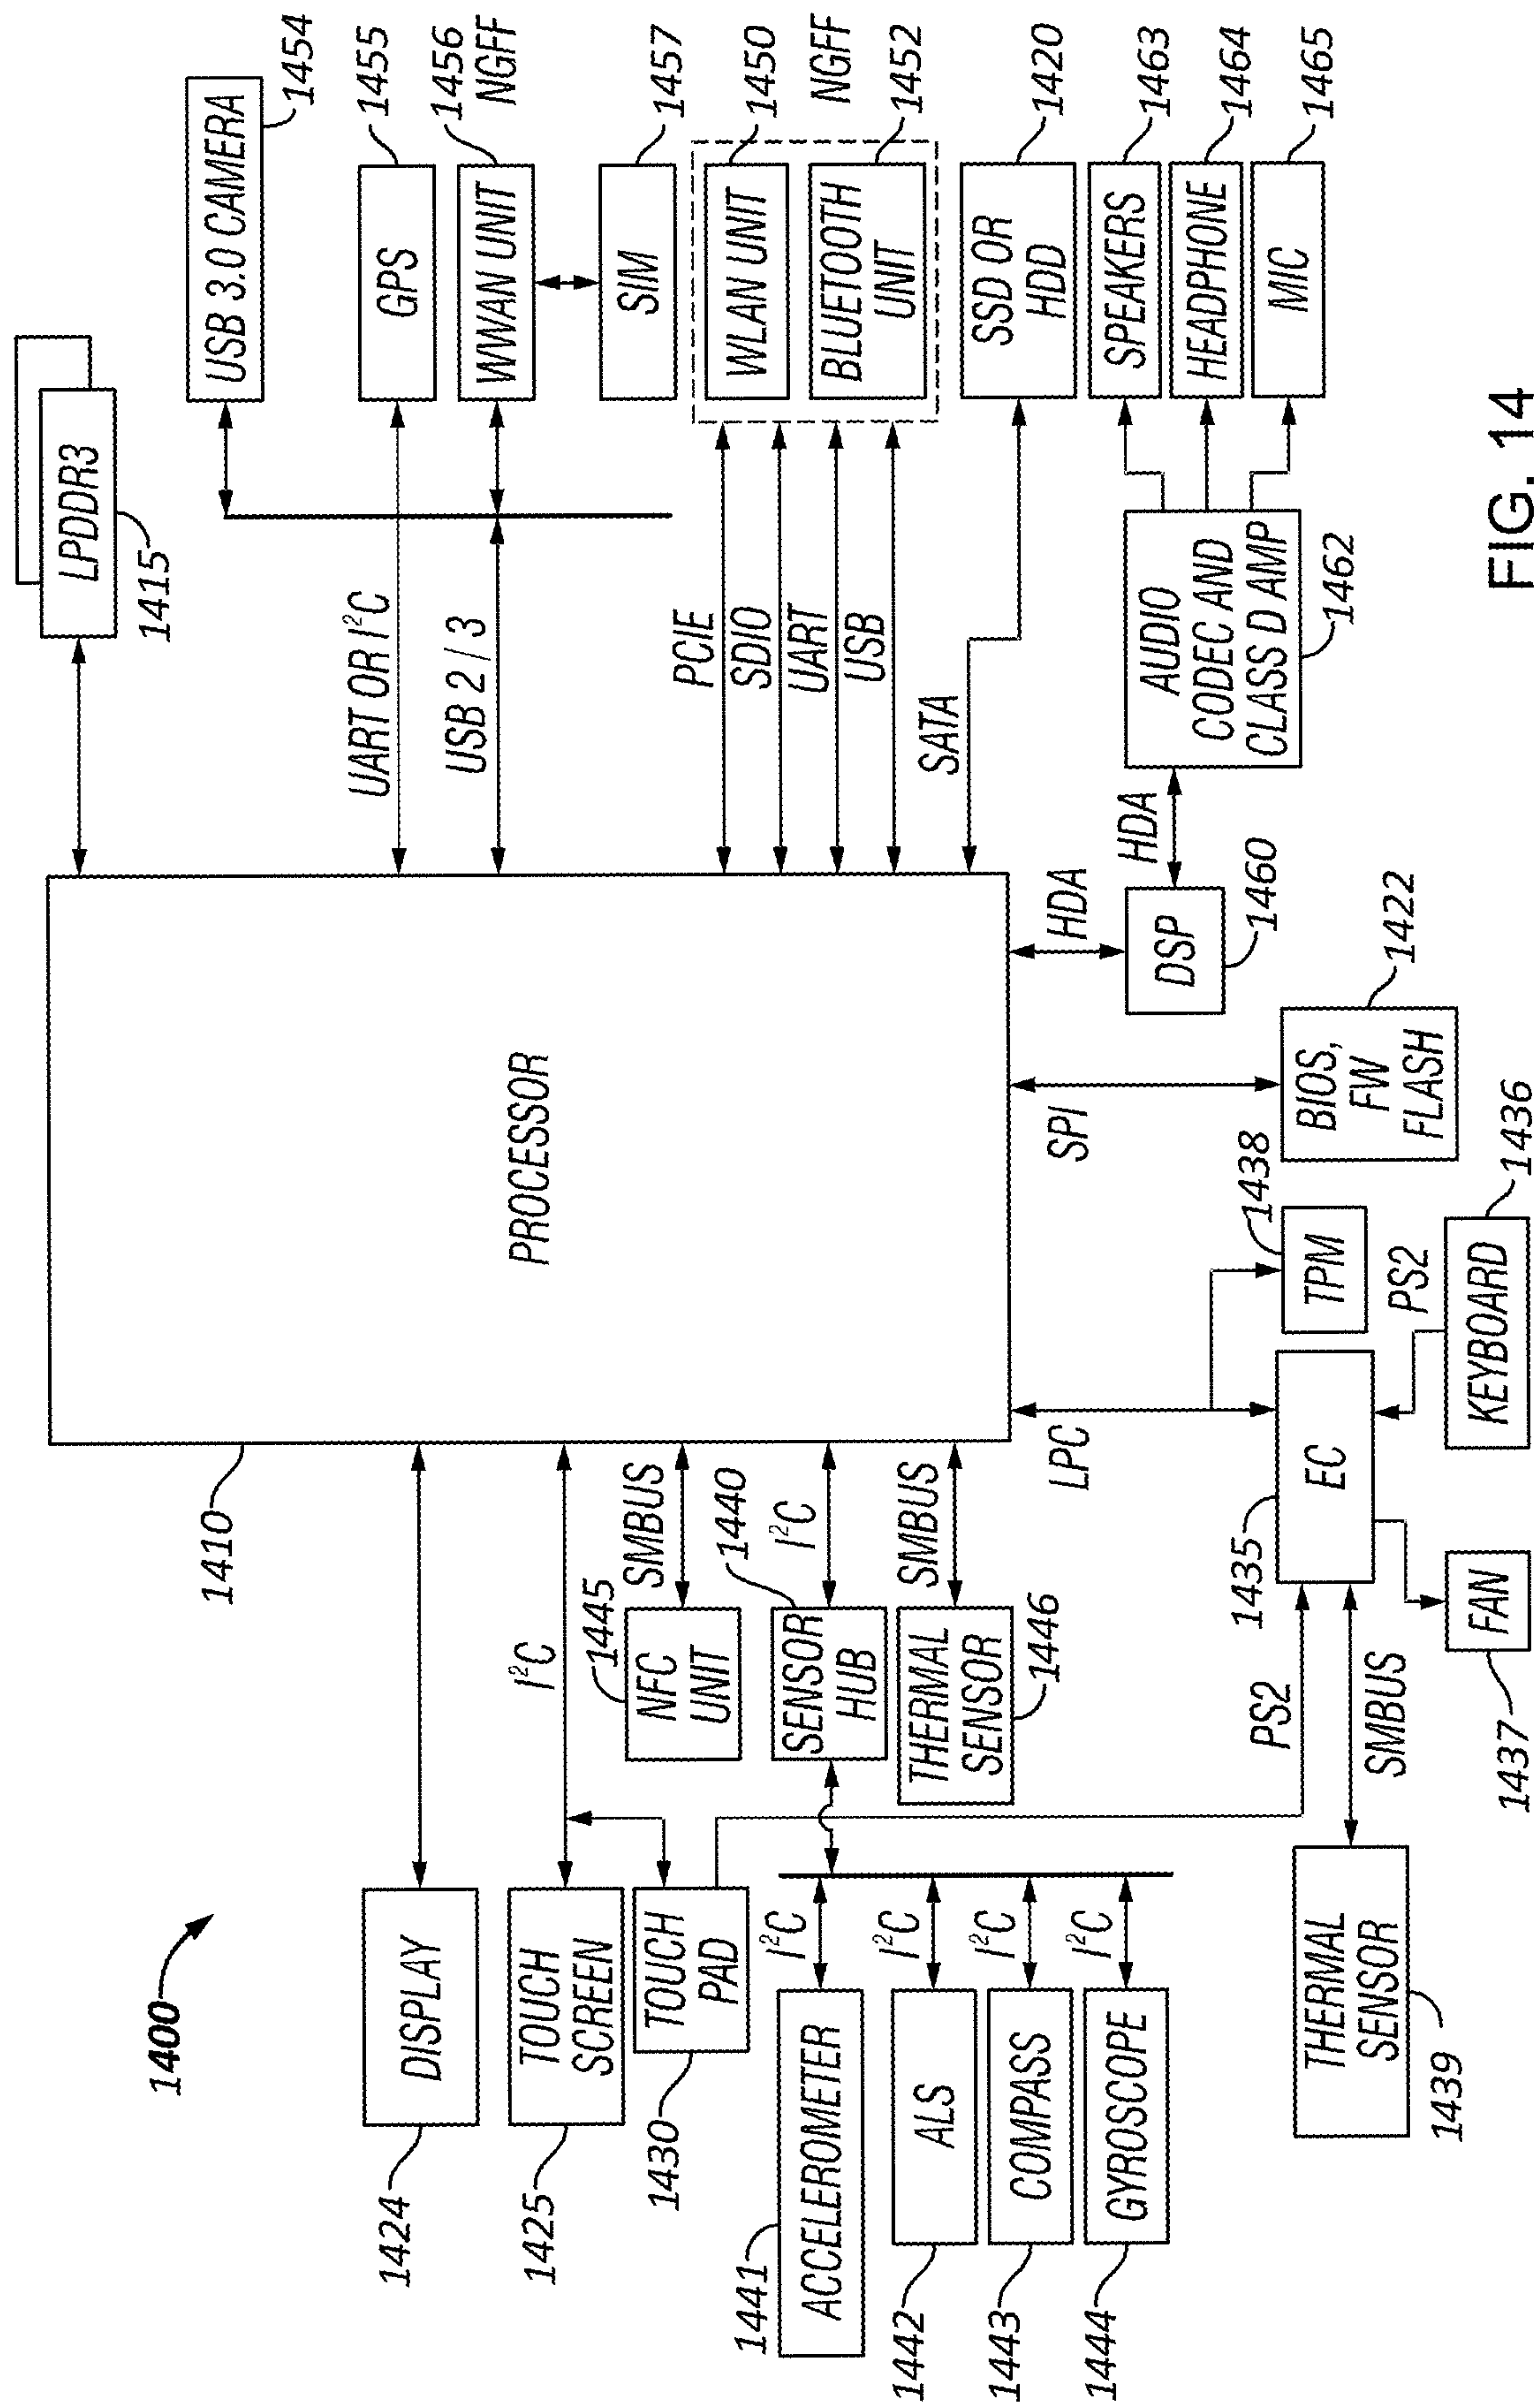 1400
DISPLAY
1424
TOUCH
SCREEN
1425
TOUCH
PAD
1430
I²C
1410
PROCESSOR
LPDDR3
1415
USB 3.0 CAMERA
1454
UART OR I²C
GPS
1455
USB 2 / 3
WWAN UNIT
1456
NGFF
SIM
1457
NFC
UNIT
1445
SMBUS
SENSOR
HUB
1440
I²C
THERMAL
SENSOR
1446
SMBUS
PCIE
SDIO
UART
USB
WLAN UNIT
1450
NGFF
BLUETOOTH
UNIT
1452
SATA
SSD OR
HDD
1420
ACCELEROMETER
1441
I²C
ALS
1442
I²C
COMPASS
1443
I²C
GYROSCOPE
1444
I²C
LPC
SPI
HDA
DSP
1460
HDA
AUDIO
CODEC AND
CLASS D AMP
1462
SPEAKERS
1463
HEADPHONE
1464
MIC
1465
PS2
THERMAL
SENSOR
1439
SMBUS
EC
1435
TPM
1438
BIOS,
FW
FLASH
1422
FAN
1437
PS2
KEYBOARD
1436
FIG. 14